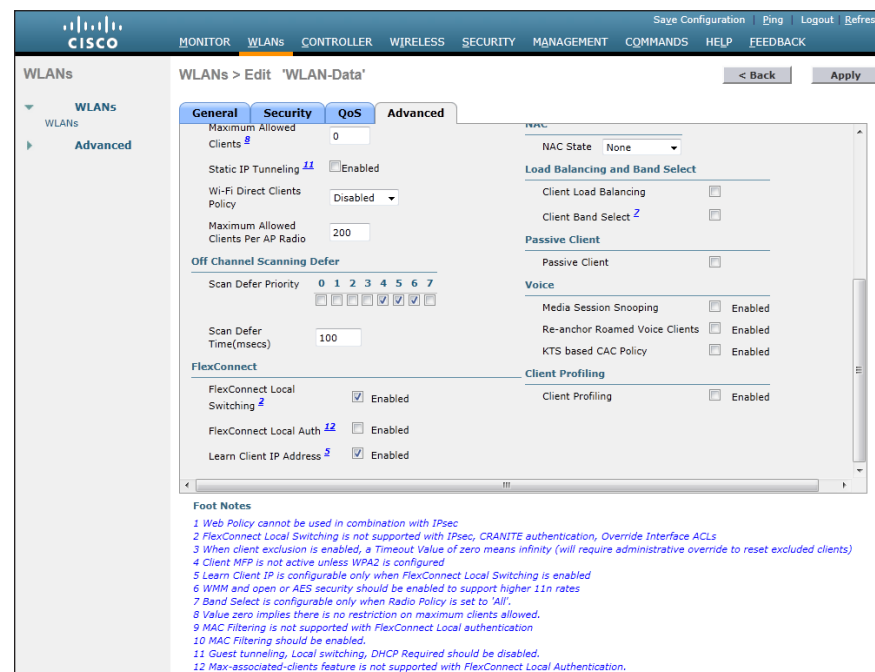 Save Configuration | Ping | Logout | Refres
CISCO
MONITOR WLANs CONTROLLER WIRELESS SECURITY MANAGEMENT COMMANDS HELP FEEDBACK
WLANs
WLANs
WLANs
Advanced
WLANs > Edit 'WLAN-Data'
< Back
Apply
General Security QoS Advanced
Maximum Allowed
Clients 8
0
Static IP Tunneling 11 Enabled
Wi-Fi Direct Clients
Policy
Disabled
Maximum Allowed
Clients Per AP Radio
200
Off Channel Scanning Defer
Scan Defer Priority 0 1 2 3 4 5 6 7
Scan Defer
Time(msecs)
100
FlexConnect
FlexConnect Local
Switching 2
Enabled
FlexConnect Local Auth 12 Enabled
Learn Client IP Address 5 Enabled
NAC
NAC State None
Load Balancing and Band Select
Client Load Balancing
Client Band Select 7
Passive Client
Passive Client
Voice
Media Session Snooping Enabled
Re-anchor Roamed Voice Clients Enabled
KTS based CAC Policy Enabled
Client Profiling
Client Profiling Enabled
Foot Notes
1 Web Policy cannot be used in combination with IPsec
2 FlexConnect Local Switching is not supported with IPsec, CRANITE authentication, Override Interface ACLs
3 When client exclusion is enabled, a Timeout Value of zero means infinity (will require administrative override to reset excluded clients)
4 Client MFP is not active unless WPA2 is configured
5 Learn Client IP is configurable only when FlexConnect Local Switching is enabled
6 WMM and open or AES security should be enabled to support higher 11n rates
7 Band Select is configurable only when Radio Policy is set to 'All'.
8 Value zero implies there is no restriction on maximum clients allowed.
9 MAC Filtering is not supported with FlexConnect Local authentication
10 MAC Filtering should be enabled.
11 Guest tunneling, Local switching, DHCP Required should be disabled.
12 Max-associated-clients feature is not supported with FlexConnect Local Authentication.